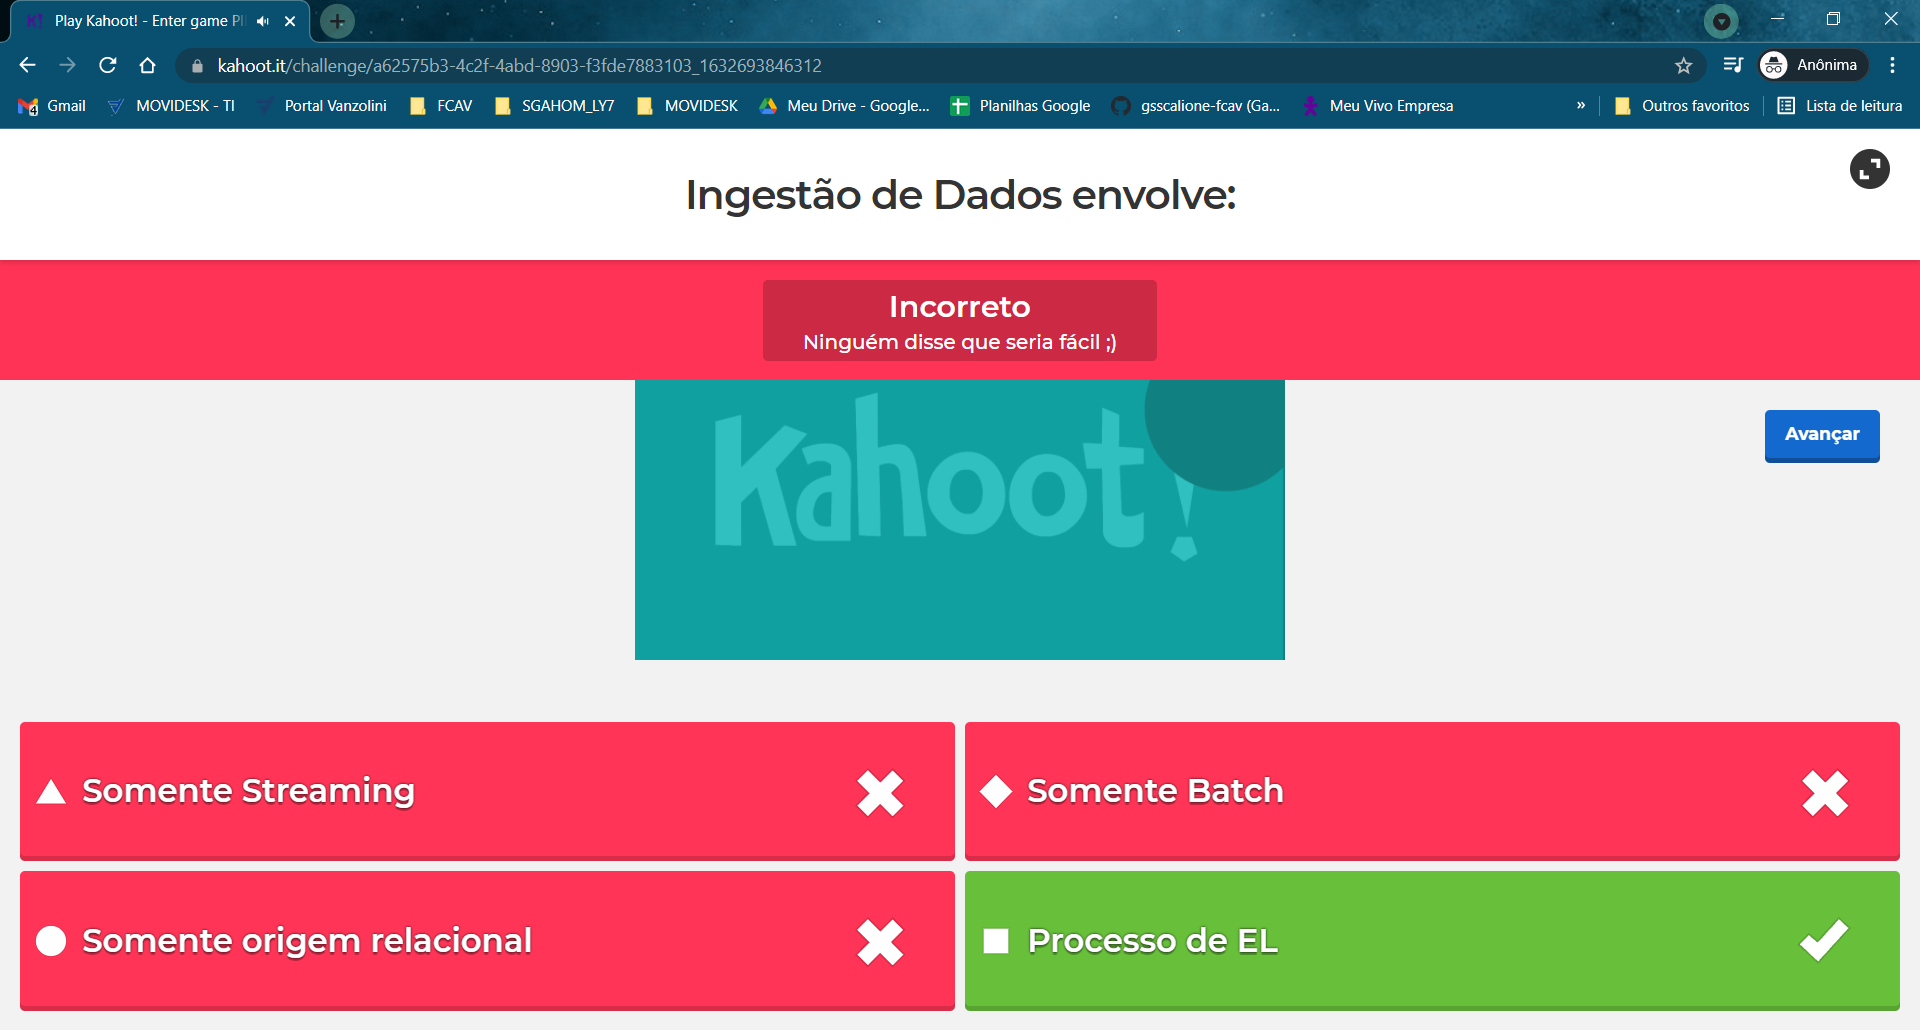 Play Kahoot! - Enter game
kahoot.it/challenge/a62575b3-4c2f-4abd-8903-f3fde7883103_1632693846312
Anônima
4
Gmail
MOVIDESK - TI
Portal Vanzolini
FCAV
SGAHOM_LY7
MOVIDESK
Meu Drive - Google...
Planilhas Google
gsscalione-fcav (Ga...
Meu Vivo Empresa
»
Outros favoritos
Lista de leitura
Ingestão de Dados envolve:
Incorreto
Ninguém disse que seria fácil ;)
Kahoot!
Avançar
Somente Streaming
Somente Batch
Somente origem relacional
Processo de EL